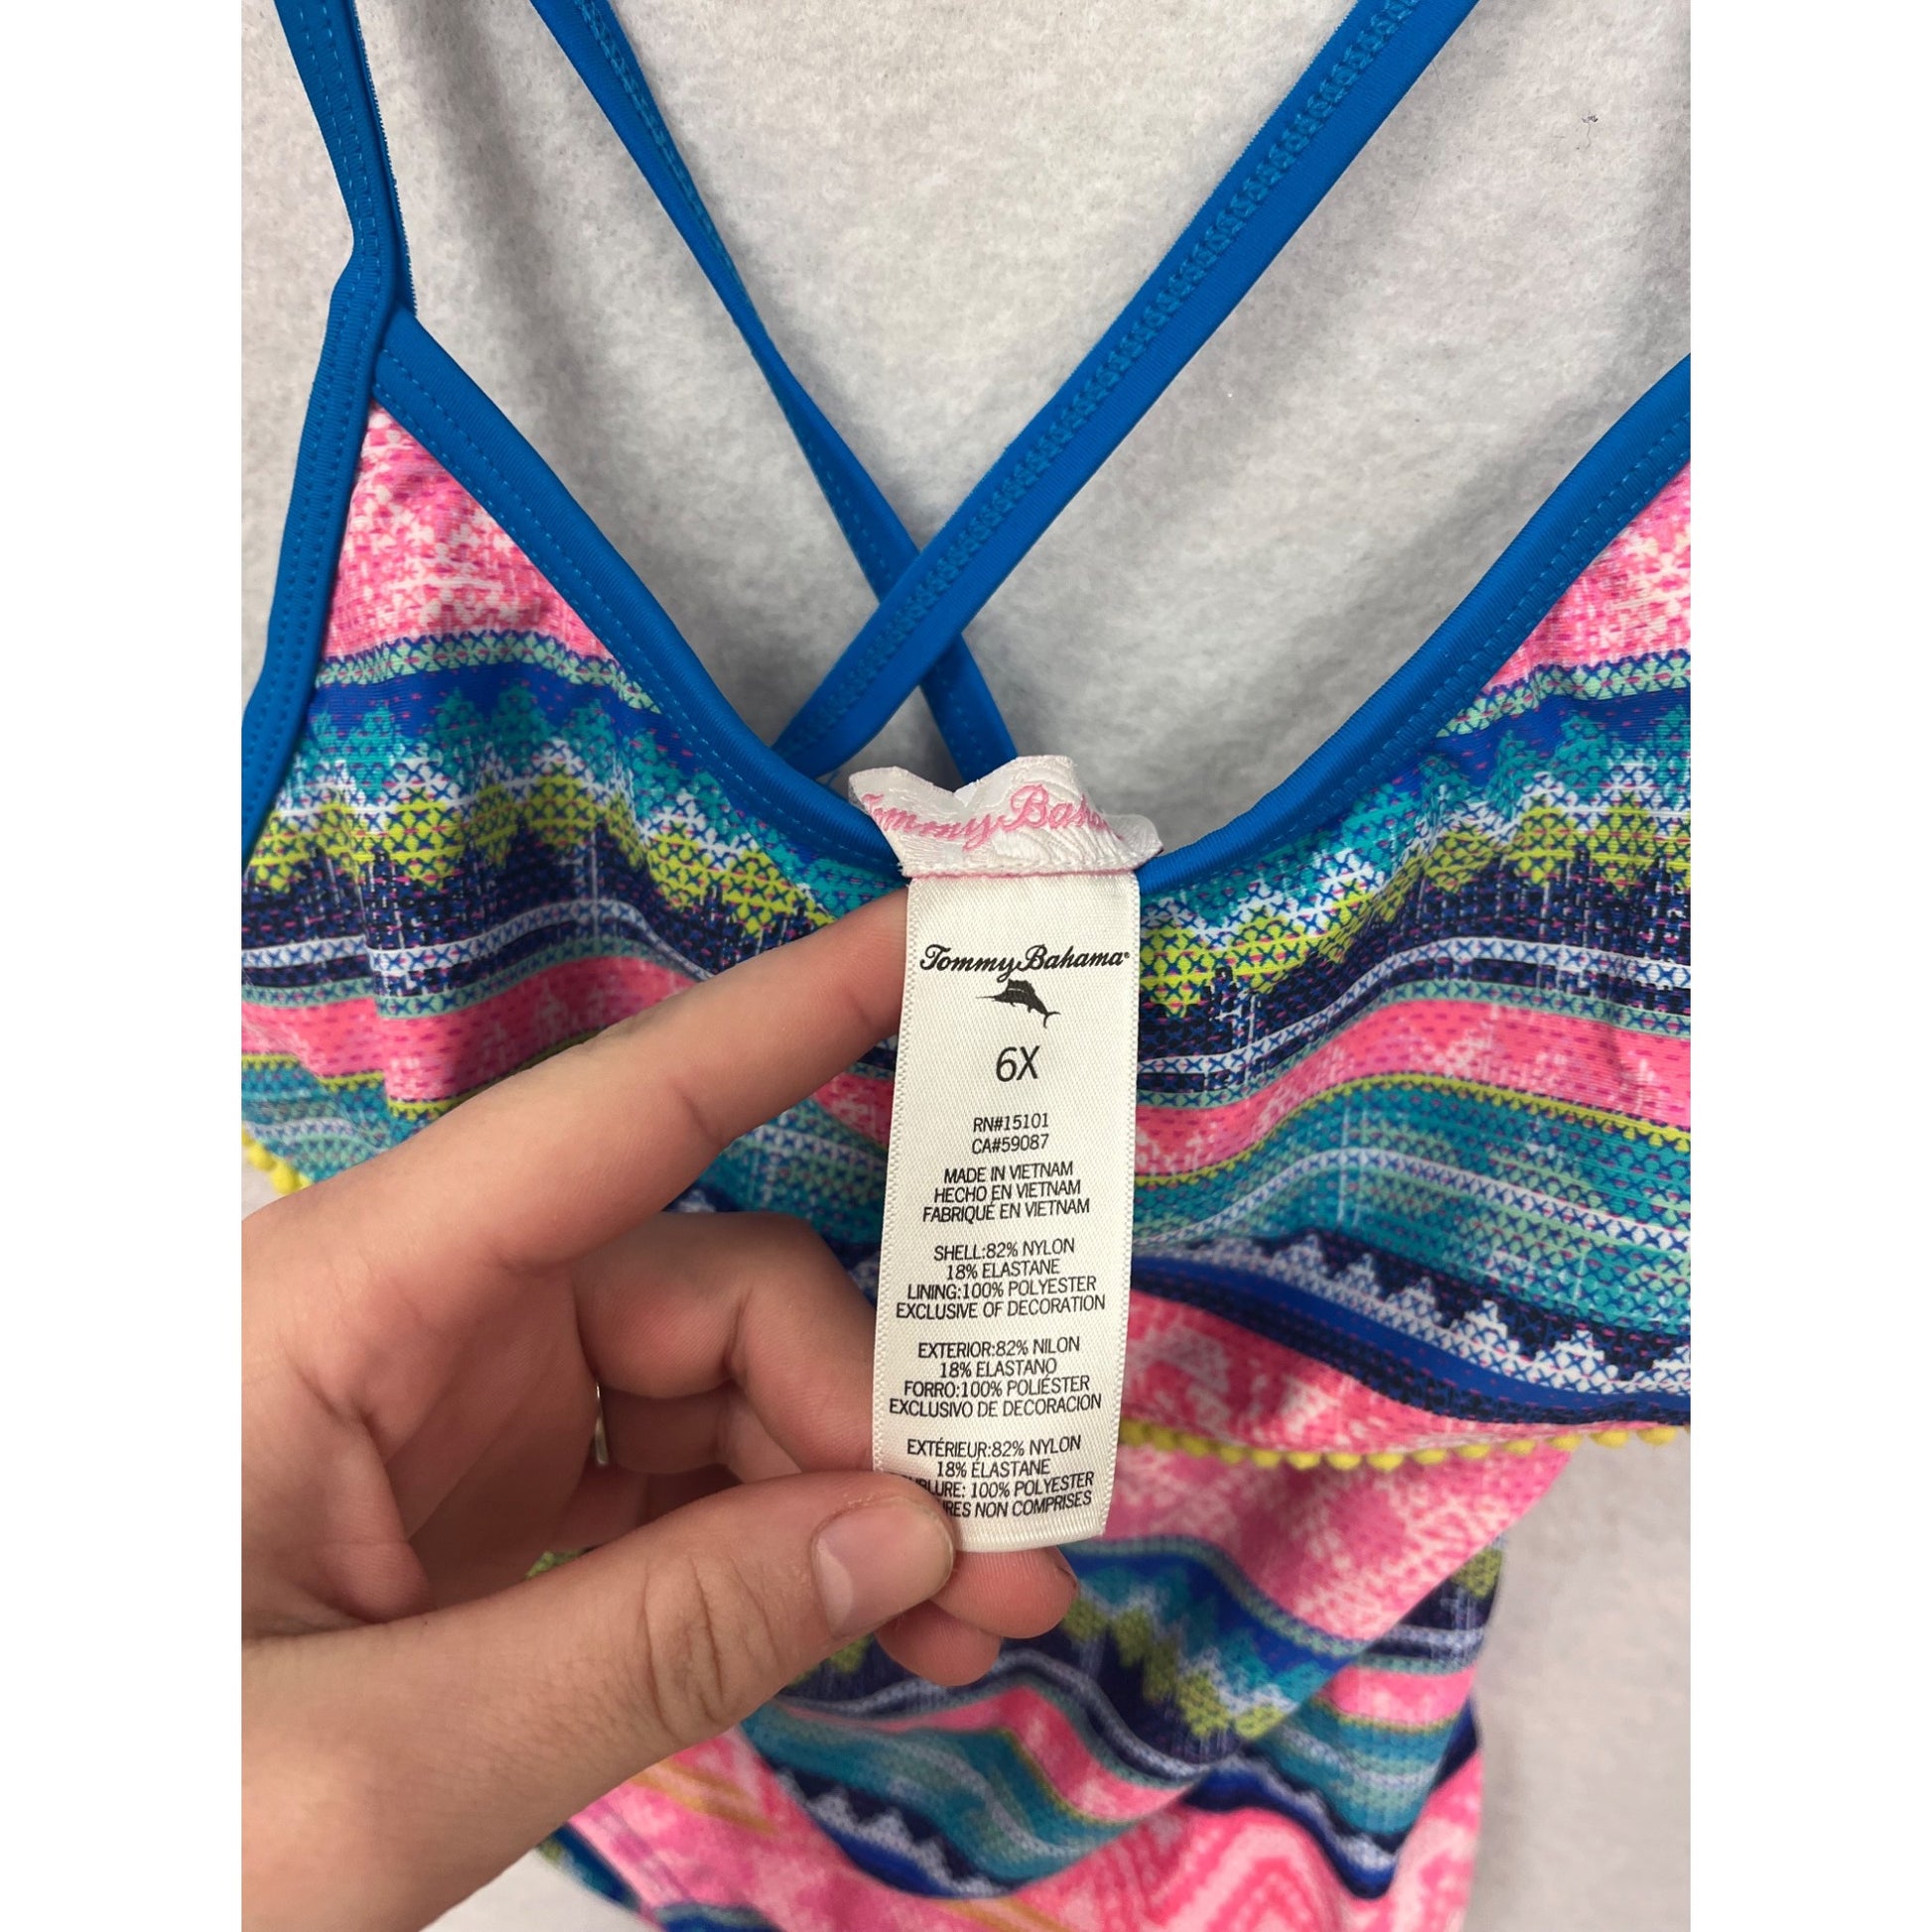 Tommy Bahama
Tommy Bahama®
6X
RN#15101
CA#59087
MADE IN VIETNAM
HECHO EN VIETNAM
FABRIQUÉ EN VIETNAM
SHELL:82% NYLON
18% ELASTANE
LINING:100% POLYESTER
EXCLUSIVE OF DECORATION
EXTERIOR:82% NILON
18% ELASTANO
FORRO:100% POLIÉSTER
EXCLUSIVO DE DECORACIÓN
EXTÉRIEUR:82% NYLON
18% ÉLASTANE
100% POLYESTER
NON COMPRISES